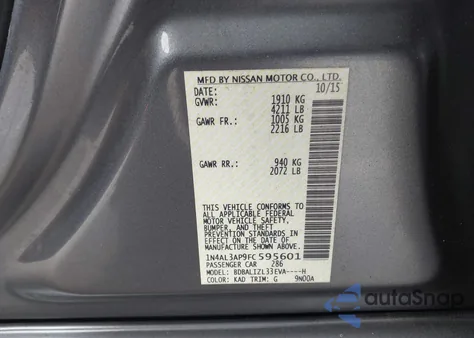 MFD BY NISSAN MOTOR CO., LTD.
DATE: 10/15
GVWR: 1910 KG
4211 LB
GAWR FR.: 1005 KG
2216 LB
GAWR RR.: 940 KG
2072 LB
THIS VEHICLE CONFORMS TO
ALL APPLICABLE FEDERAL
MOTOR VEHICLE SAFETY,
BUMPER, AND THEFT
PREVENTION STANDARDS IN
EFFECT ON THE DATE OF
MANUFACTURE SHOWN ABOVE.
1N4AL3AP9FC595601
PASSENGER CAR 286
MODEL: BDBALIZL33EVA----H
COLOR: KAD TRIM: G 9N00A
autoSnap